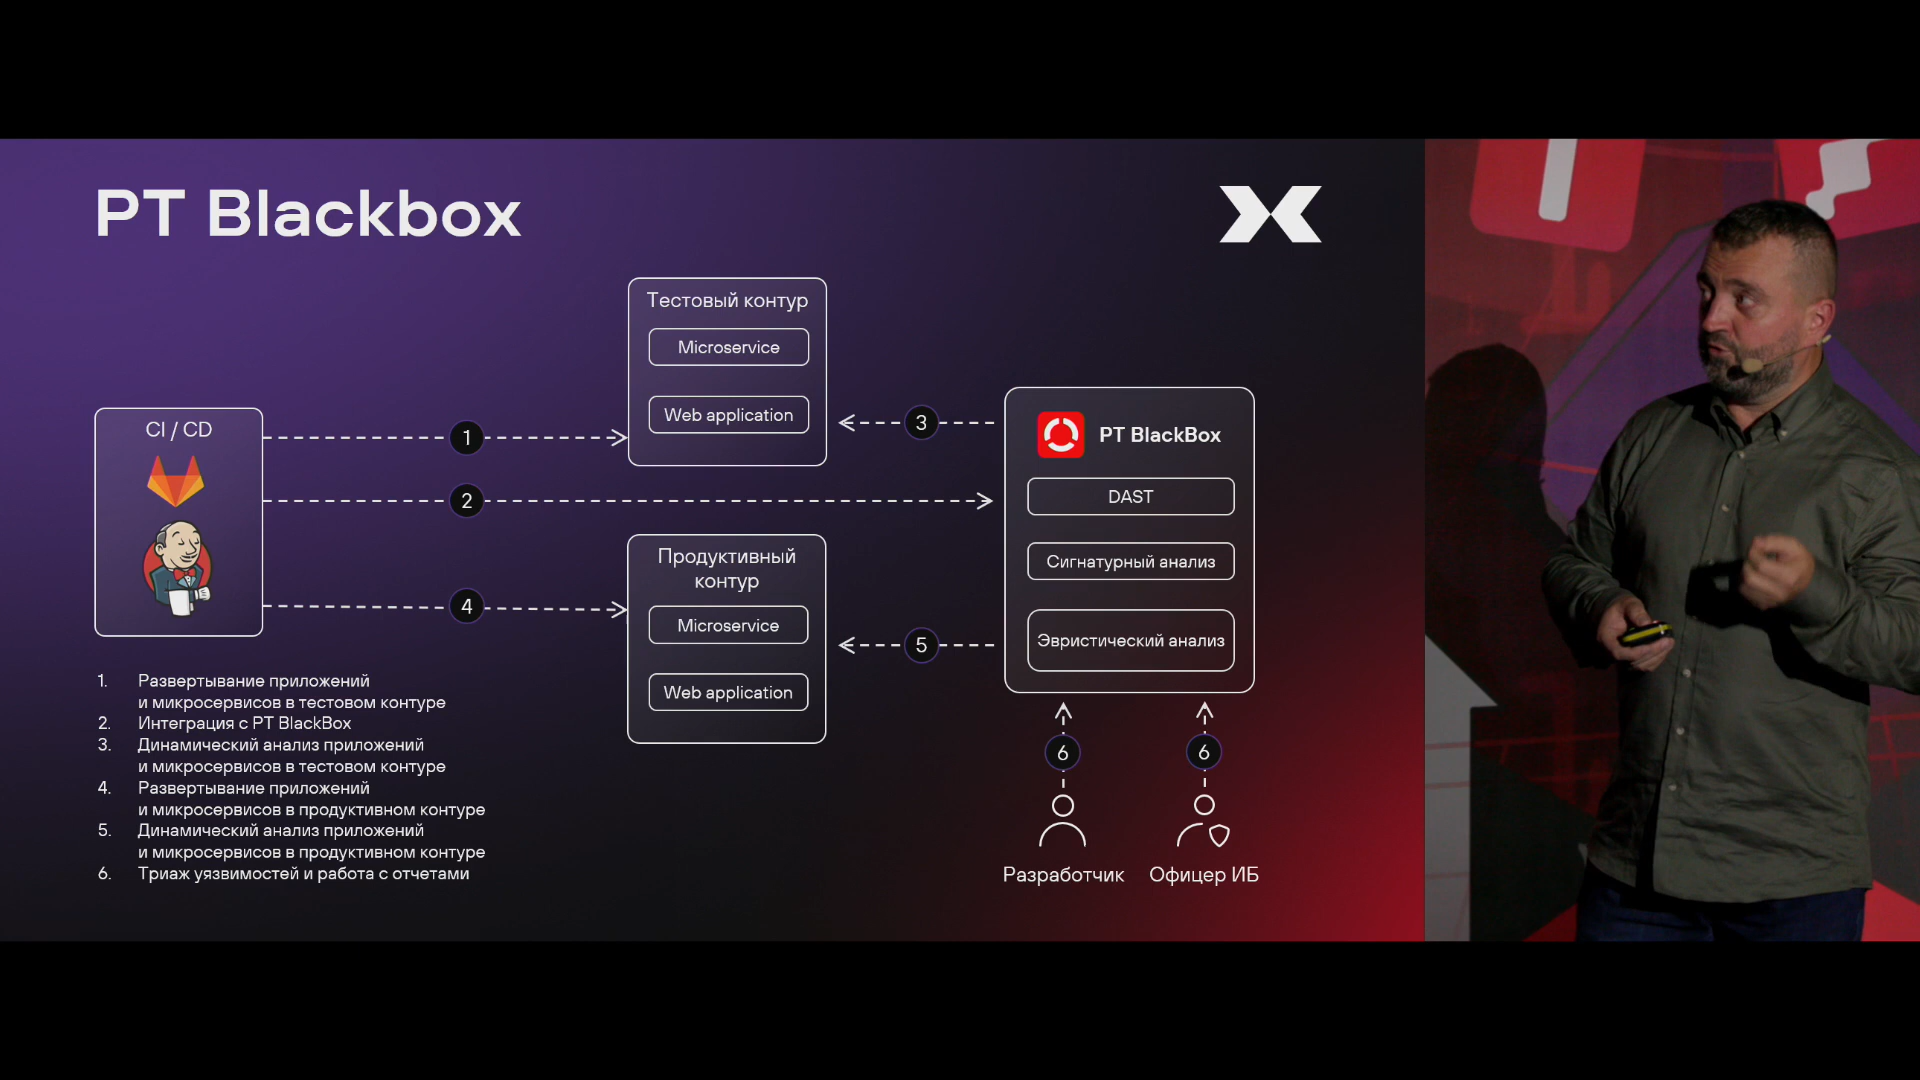 PT Blackbox
Тестовый контур
Microservice
Web application
CI / CD
1
2
4
Продуктивный
контур
Microservice
Web application
3
5
PT BlackBox
DAST
Сигнатурный анализ
Эвристический анализ
6
6
Разработчик
Офицер ИБ
1. Развертывание приложений
и микросервисов в тестовом контуре
2. Интеграция с PT BlackBox
3. Динамический анализ приложений
и микросервисов в тестовом контуре
4. Развертывание приложений
и микросервисов в продуктивном контуре
5. Динамический анализ приложений
и микросервисов в продуктивном контуре
6. Триаж уязвимостей и работа с отчетами